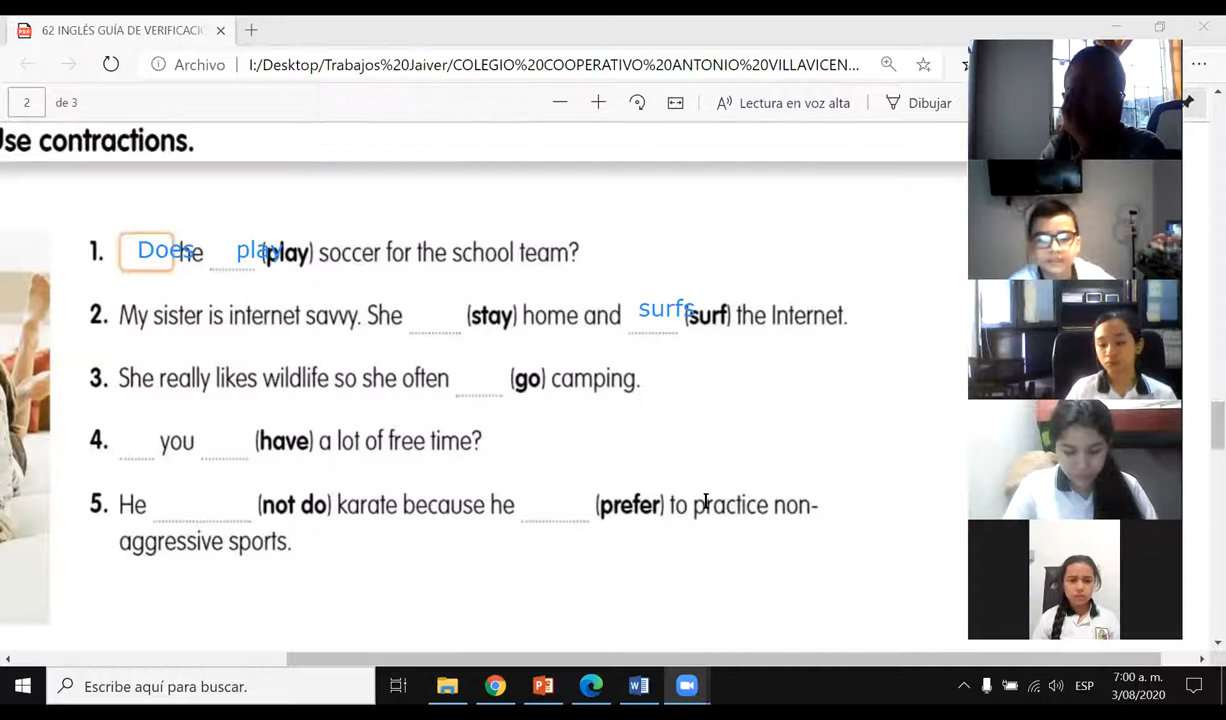 62 INGLÉS GUÍA DE VERIFICACIÓ
Archivo
I:/Desktop/Trabajos%20Jaiver/COLEGIO%20COOPERATIVO%20ANTONIO%20VILLAVICEN...
2 de 3
Lectura en voz alta
Dibujar
Use contractions.
1. Does he play (play) soccer for the school team?
2. My sister is internet savvy. She (stay) home and surfs (surf) the Internet.
3. She really likes wildlife so she often (go) camping.
4. you (have) a lot of free time?
5. He (not do) karate because he (prefer) to practice non-
aggressive sports.
Escribe aquí para buscar.
ESP
7:00 a. m.
3/08/2020